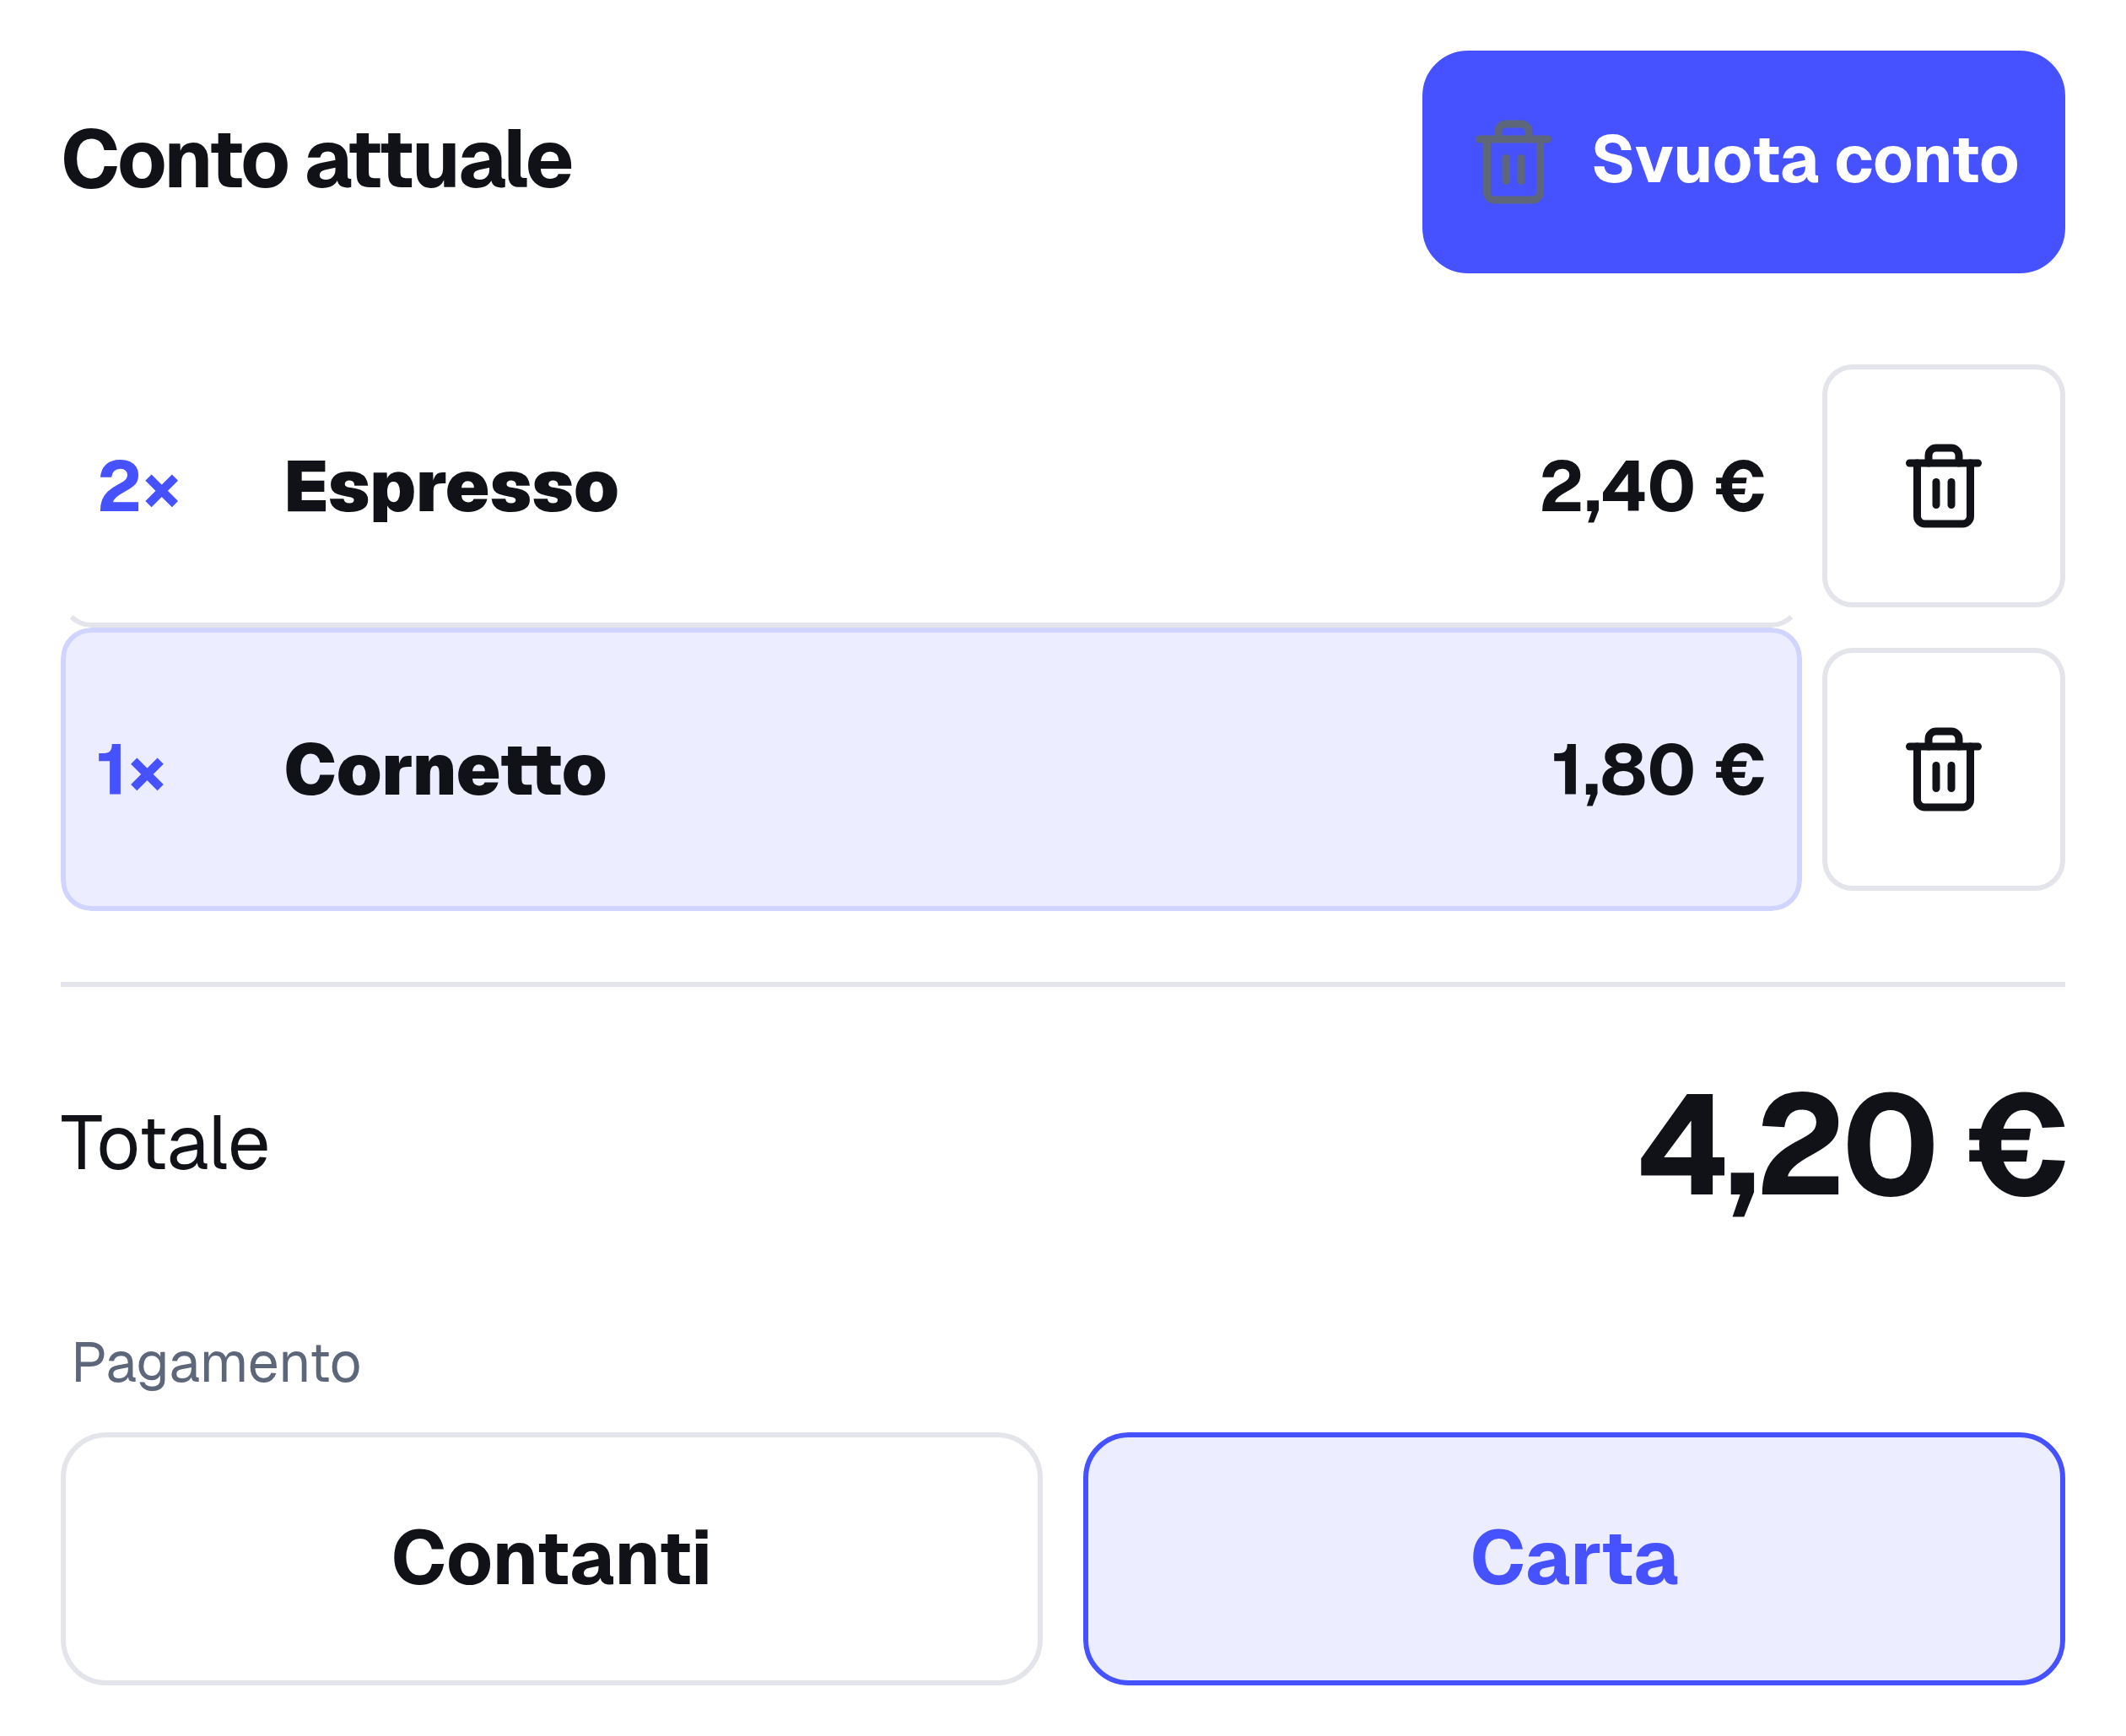 Conto attuale
Svuota conto
2× Espresso 2,40 €
1× Cornetto 1,80 €
Totale 4,20 €
Pagamento
Contanti
Carta